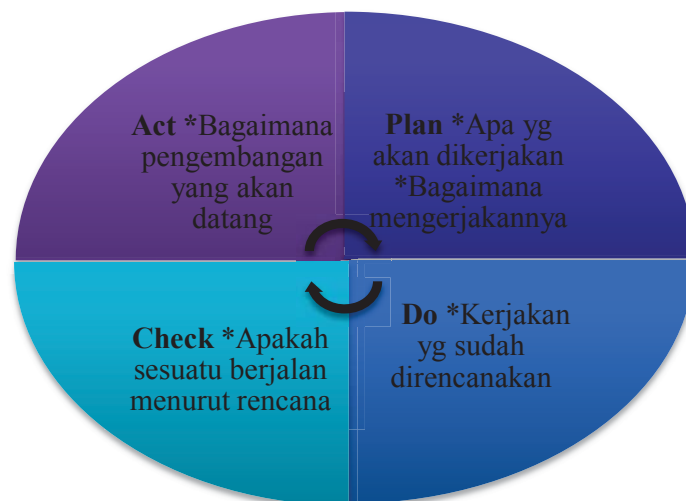 Act *Bagaimana
pengembangan
yang akan
datang
Plan *Apa yg
akan dikerjakan
*Bagaimana
mengerjakannya
Check *Apakah
sesuatu berjalan
menurut rencana
Do *Kerjakan
yg sudah
direncanakan